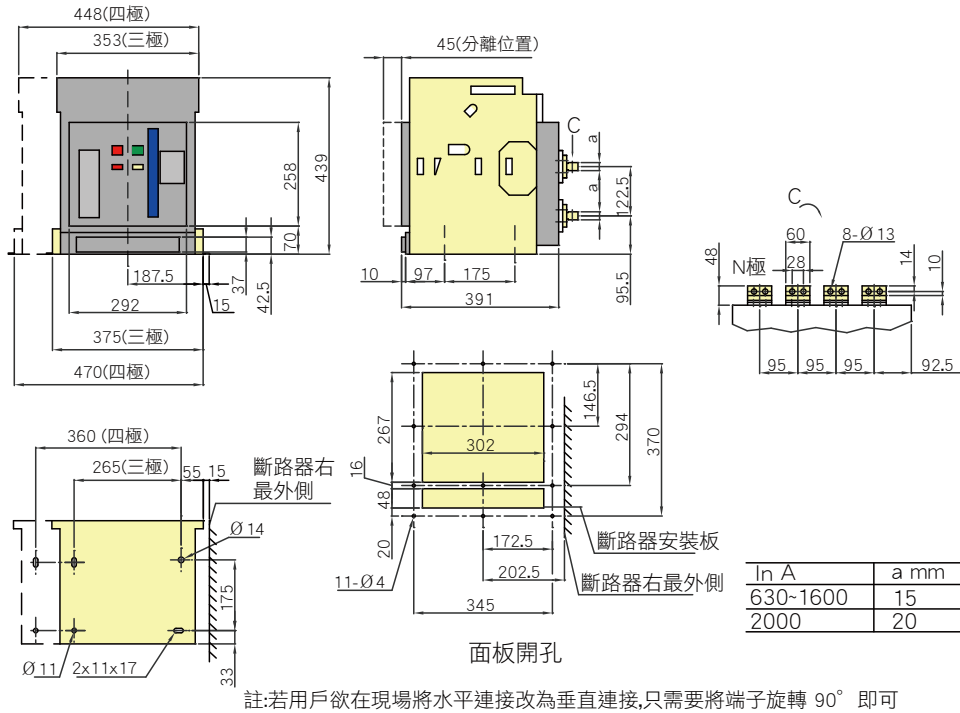 448(四極)
353(三極)
258
439
70
187.5
37
42.5
15
292
375(三極)
470(四極)
45(分離位置)
C
a
a
122.5
95.5
10
97
175
391
C
60
8-Ø13
28
N極
48
14
10
95
95
95
92.5
360 (四極)
265(三極)
55
15
斷路器右
最外側
Ø14
175
33
Ø11
2x11x17
267
302
16
48
20
146.5
294
370
172.5
202.5
345
11-Ø4
斷路器安裝板
斷路器右最外側
面板開孔
In A a mm
630~1600 15
2000 20
註:若用戶欲在現場將水平連接改為垂直連接,只需要將端子旋轉 90° 即可